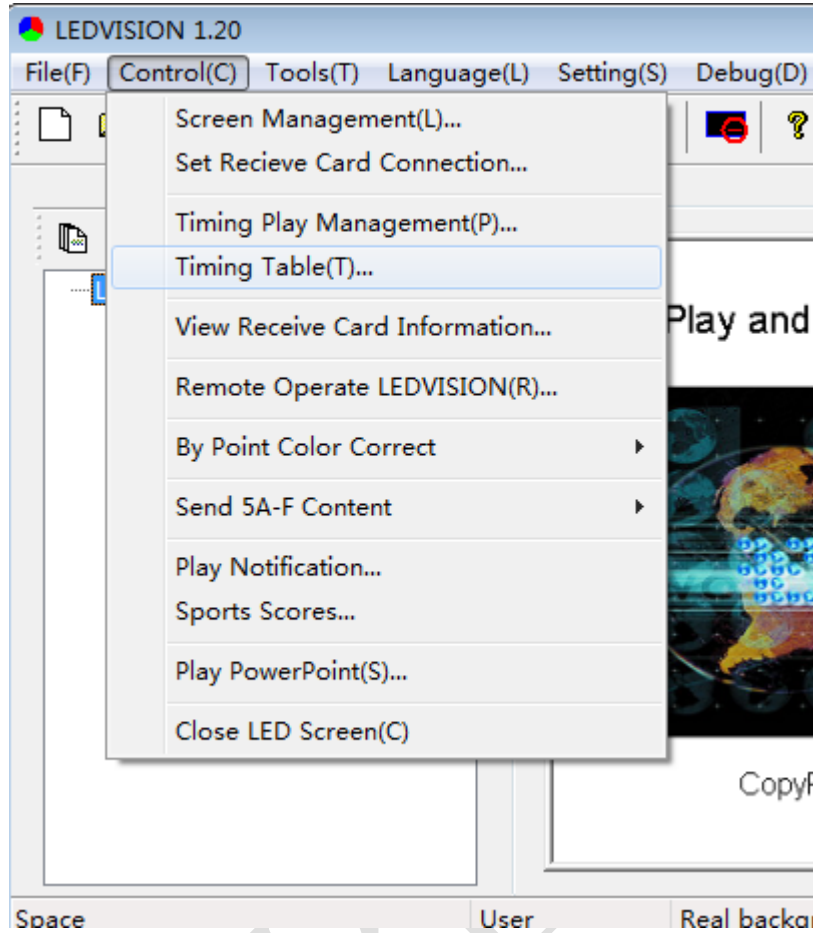 LEDVISION 1.20
File(F) Control(C) Tools(T) Language(L) Setting(S) Debug(D)
Screen Management(L)...
Set Recieve Card Connection...
Timing Play Management(P)...
Timing Table(T)...
View Receive Card Information...
Play and
Remote Operate LEDVISION(R)...
By Point Color Correct
Send 5A-F Content
Play Notification...
Sports Scores...
Play PowerPoint(S)...
Close LED Screen(C)
Space User